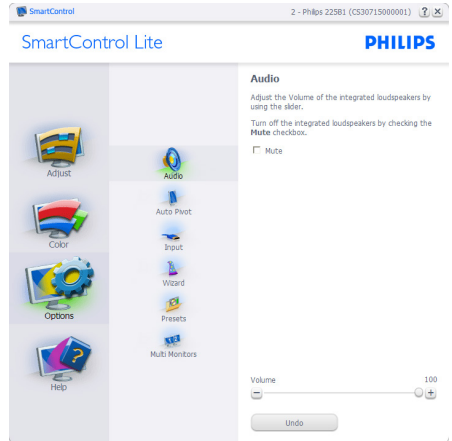 SmartControl
2 - Philips 225B1 (CS30715000001)
?
SmartControl Lite
PHILIPS
Adjust
Color
Options
Help
Audio
Auto Pivot
Input
Wizard
Presets
Multi Monitors
Audio
Adjust the Volume of the integrated loudspeakers by
using the slider.
Turn off the integrated loudspeakers by checking the
Mute checkbox.
Mute
Volume
100
Undo